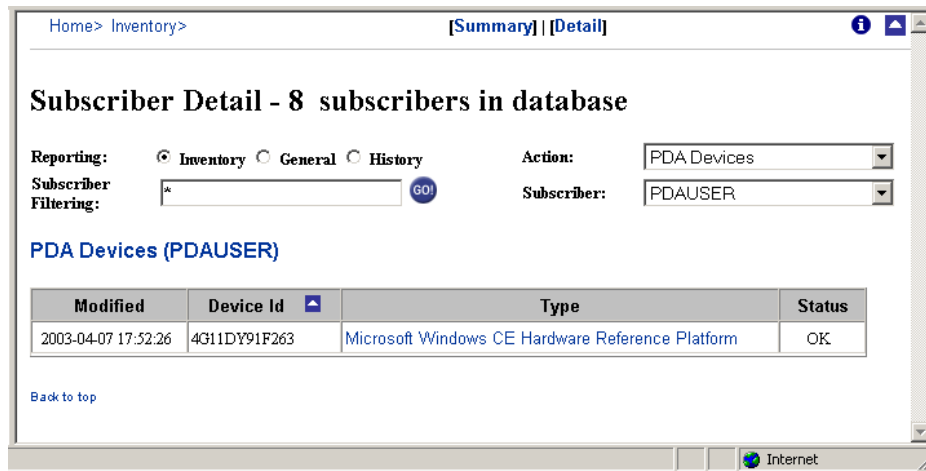 Home> Inventory> [Summary] | [Detail]
Subscriber Detail - 8 subscribers in database
Reporting: Inventory General History Action: PDA Devices
Subscriber Filtering: * GO! Subscriber: PDAUSER
PDA Devices (PDAUSER)
Modified Device Id Type Status
2003-04-07 17:52:26 4G11DY91F263 Microsoft Windows CE Hardware Reference Platform OK
Back to top
Internet